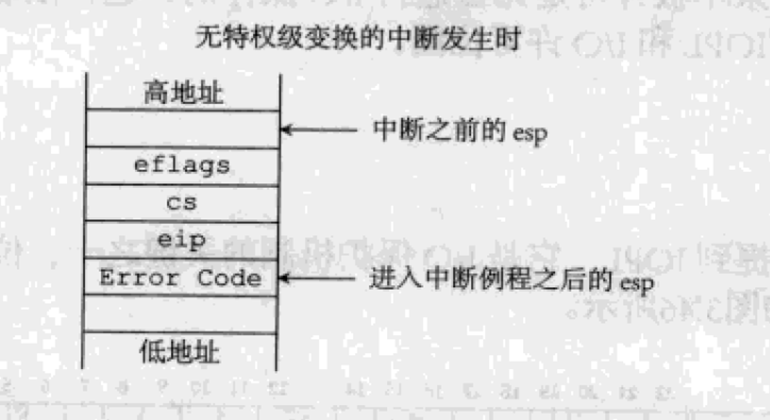 无特权级变换的中断发生时
高地址
中断之前的 esp
eflags
cs
eip
Error Code
进入中断例程之后的 esp
低地址